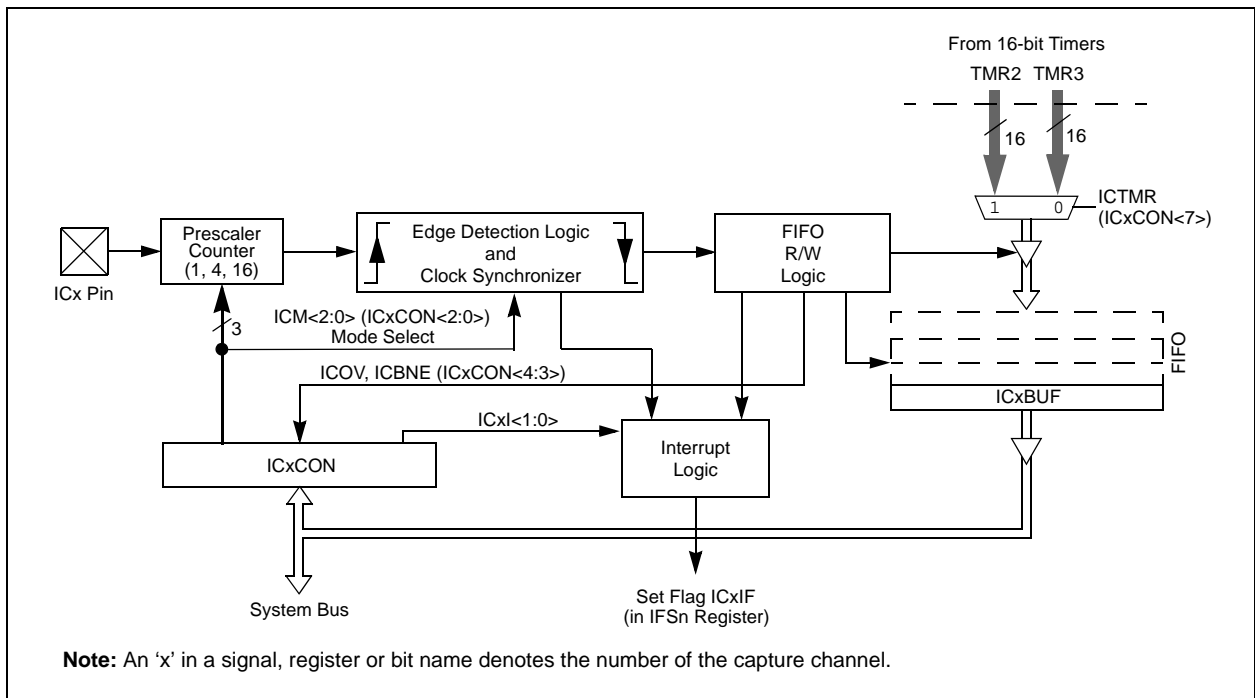 From 16-bit Timers
TMR2 TMR3
16 16
1 0
ICTMR
(ICxCON<7>)
Prescaler
Counter
(1, 4, 16)
Edge Detection Logic
and
Clock Synchronizer
FIFO
R/W
Logic
ICx Pin
3
ICM<2:0> (ICxCON<2:0>)
Mode Select
FIFO
ICOV, ICBNE (ICxCON<4:3>)
ICxBUF
ICxI<1:0>
ICxCON
Interrupt
Logic
System Bus
Set Flag ICxIF
(in IFSn Register)
Note: An ‘x’ in a signal, register or bit name denotes the number of the capture channel.